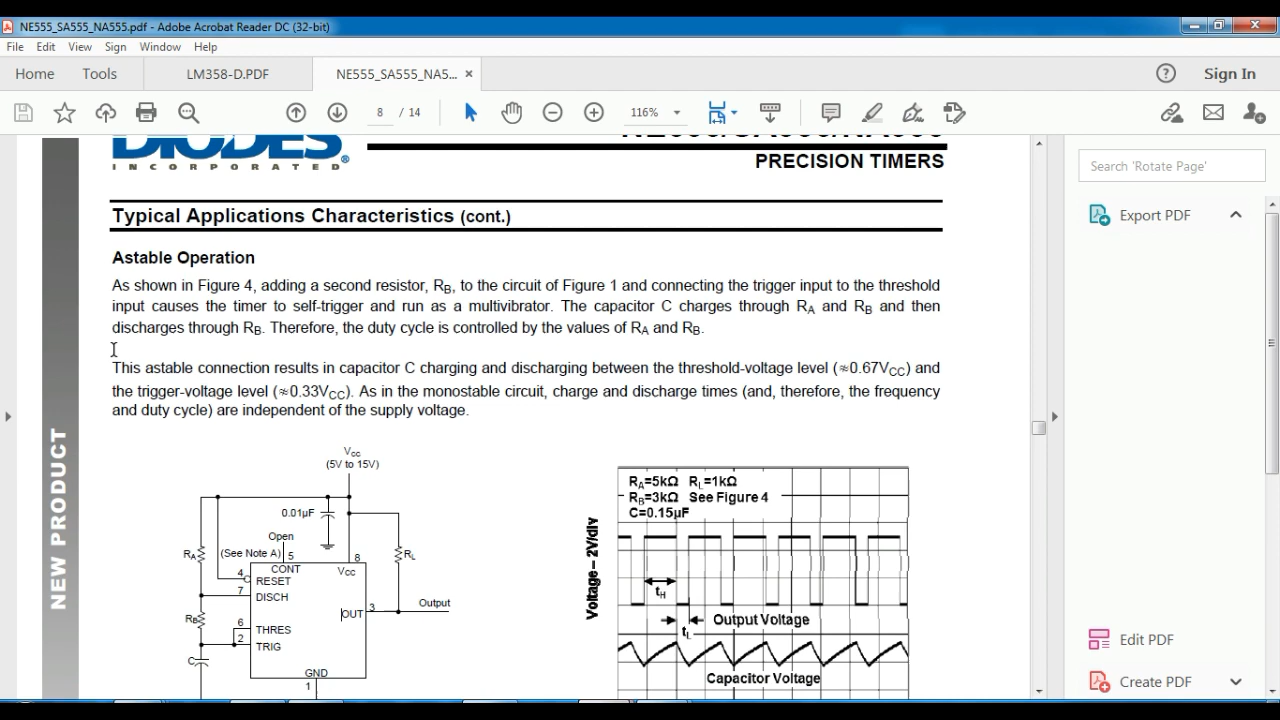 NE555_SA555_NA555.pdf - Adobe Acrobat Reader DC (32-bit)
File Edit View Sign Window Help
Home Tools LM358-D.PDF NE555_SA555_NA5... × ? Sign In
8 / 14 116%
DIODES®
INCORPORATED
PRECISION TIMERS
Search 'Rotate Page'
Export PDF
Typical Applications Characteristics (cont.)
Astable Operation
As shown in Figure 4, adding a second resistor, RB, to the circuit of Figure 1 and connecting the trigger input to the threshold
input causes the timer to self-trigger and run as a multivibrator. The capacitor C charges through RA and RB and then
discharges through RB. Therefore, the duty cycle is controlled by the values of RA and RB.
This astable connection results in capacitor C charging and discharging between the threshold-voltage level (≈0.67VCC) and
the trigger-voltage level (≈0.33VCC). As in the monostable circuit, charge and discharge times (and, therefore, the frequency
and duty cycle) are independent of the supply voltage.
NEW PRODUCT
VCC
(5V to 15V)
0.01µF
Open
(See Note A)
5
8
RA
RL
CONT
VCC
4
RESET
7
DISCH
RB
OUT
3
Output
6
THRES
2
TRIG
C
GND
1
RA=5kΩ RL=1kΩ
RB=3kΩ See Figure 4
C=0.15µF
Voltage – 2V/div
tH
tL
Output Voltage
Capacitor Voltage
Edit PDF
Create PDF